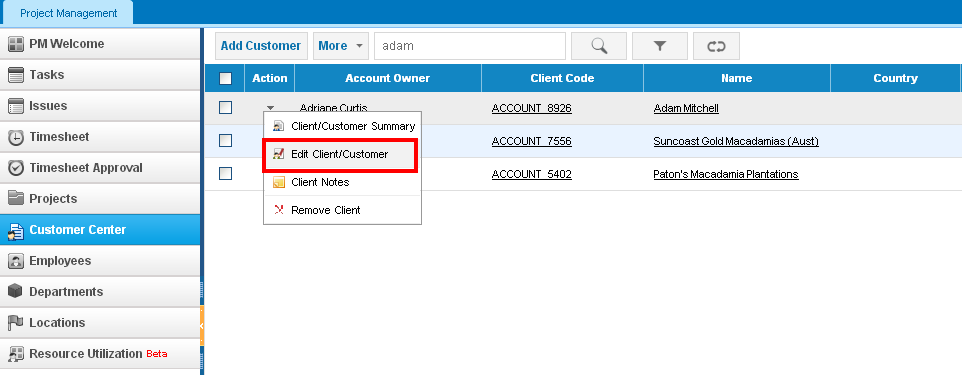 Project Management
PM Welcome
Tasks
Issues
Timesheet
Timesheet Approval
Projects
Customer Center
Employees
Departments
Locations
Resource Utilization Beta
Add Customer More adam
Action Account Owner Client Code Name Country
Adriane Curtis ACCOUNT_8926 Adam Mitchell
ACCOUNT_7556 Suncoast Gold Macadamias (Aust)
ACCOUNT_5402 Paton's Macadamia Plantations
Client/Customer Summary
Edit Client/Customer
Client Notes
Remove Client